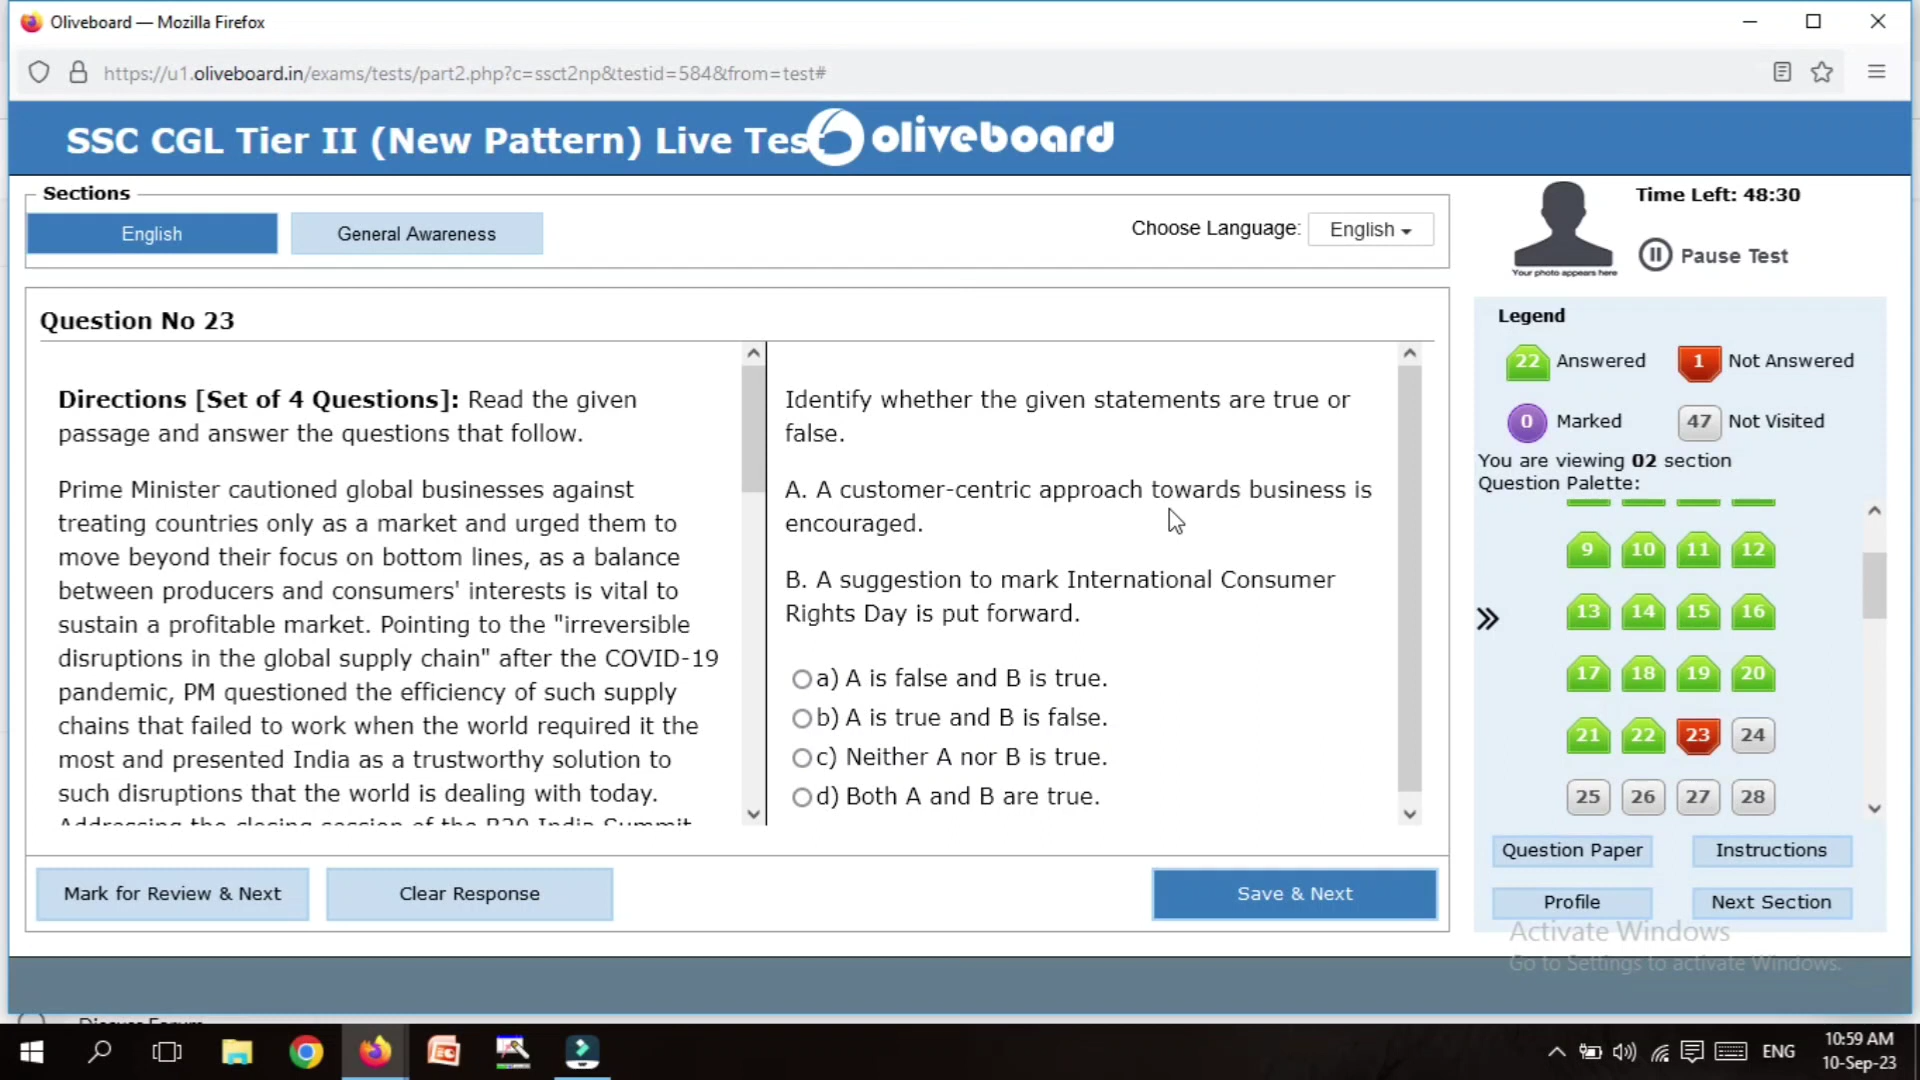 Oliveboard — Mozilla Firefox
https://u1.oliveboard.in/exams/tests/part2.php?c=ssct2np&testid=584&from=test#
SSC CGL Tier II (New Pattern) Live Tes
oliveboard
Sections
English
General Awareness
Choose Language:
English
Your photo appears here
Time Left: 48:30
Pause Test
Question No 23
Directions [Set of 4 Questions]: Read the given
passage and answer the questions that follow.
Prime Minister cautioned global businesses against
treating countries only as a market and urged them to
move beyond their focus on bottom lines, as a balance
between producers and consumers' interests is vital to
sustain a profitable market. Pointing to the "irreversible
disruptions in the global supply chain" after the COVID-19
pandemic, PM questioned the efficiency of such supply
chains that failed to work when the world required it the
most and presented India as a trustworthy solution to
such disruptions that the world is dealing with today.
Addressing the closing session of the B20 India Summit
Identify whether the given statements are true or
false.
A. A customer-centric approach towards business is
encouraged.
B. A suggestion to mark International Consumer
Rights Day is put forward.
a) A is false and B is true.
b) A is true and B is false.
c) Neither A nor B is true.
d) Both A and B are true.
Mark for Review & Next
Clear Response
Save & Next
Legend
22 Answered
1 Not Answered
0 Marked
47 Not Visited
You are viewing 02 section
Question Palette:
9 10 11 12
13 14 15 16
17 18 19 20
21 22 23 24
25 26 27 28
Question Paper
Instructions
Profile
Next Section
Activate Windows
Go to Settings to activate Windows.
Discuss Forum
ENG
10:59 AM
10-Sep-23